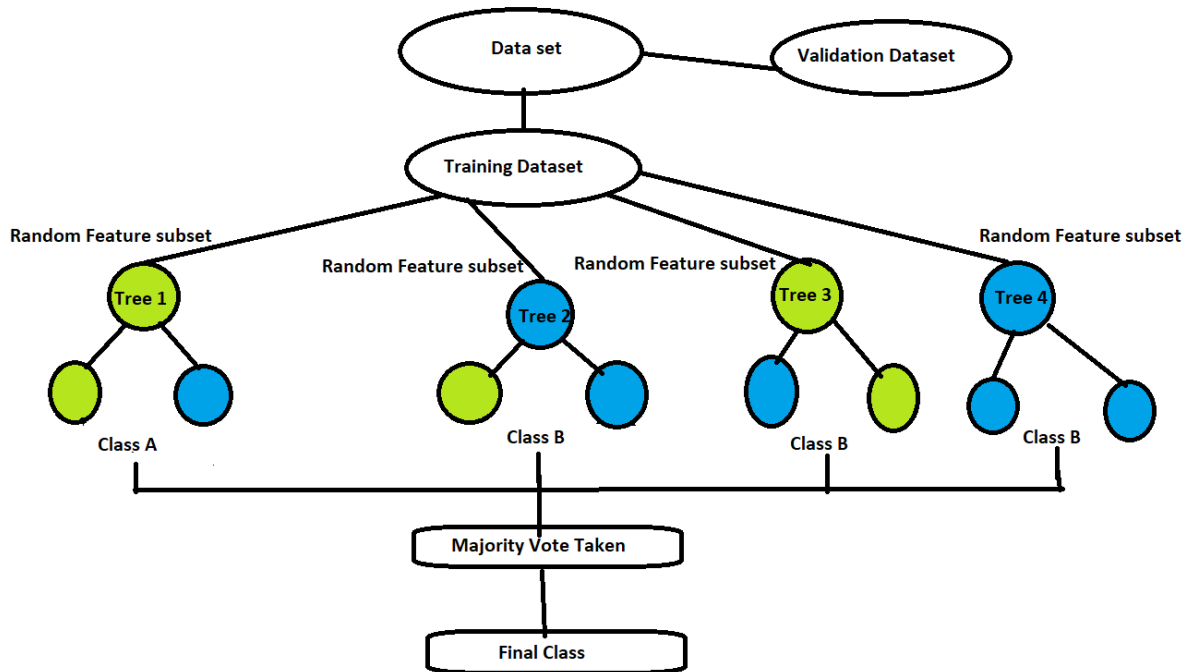 Data set
Validation Dataset
Training Dataset
Random Feature subset
Random Feature subset
Random Feature subset
Random Feature subset
Tree 1
Tree 2
Tree 3
Tree 4
Class A
Class B
Class B
Class B
Majority Vote Taken
Final Class